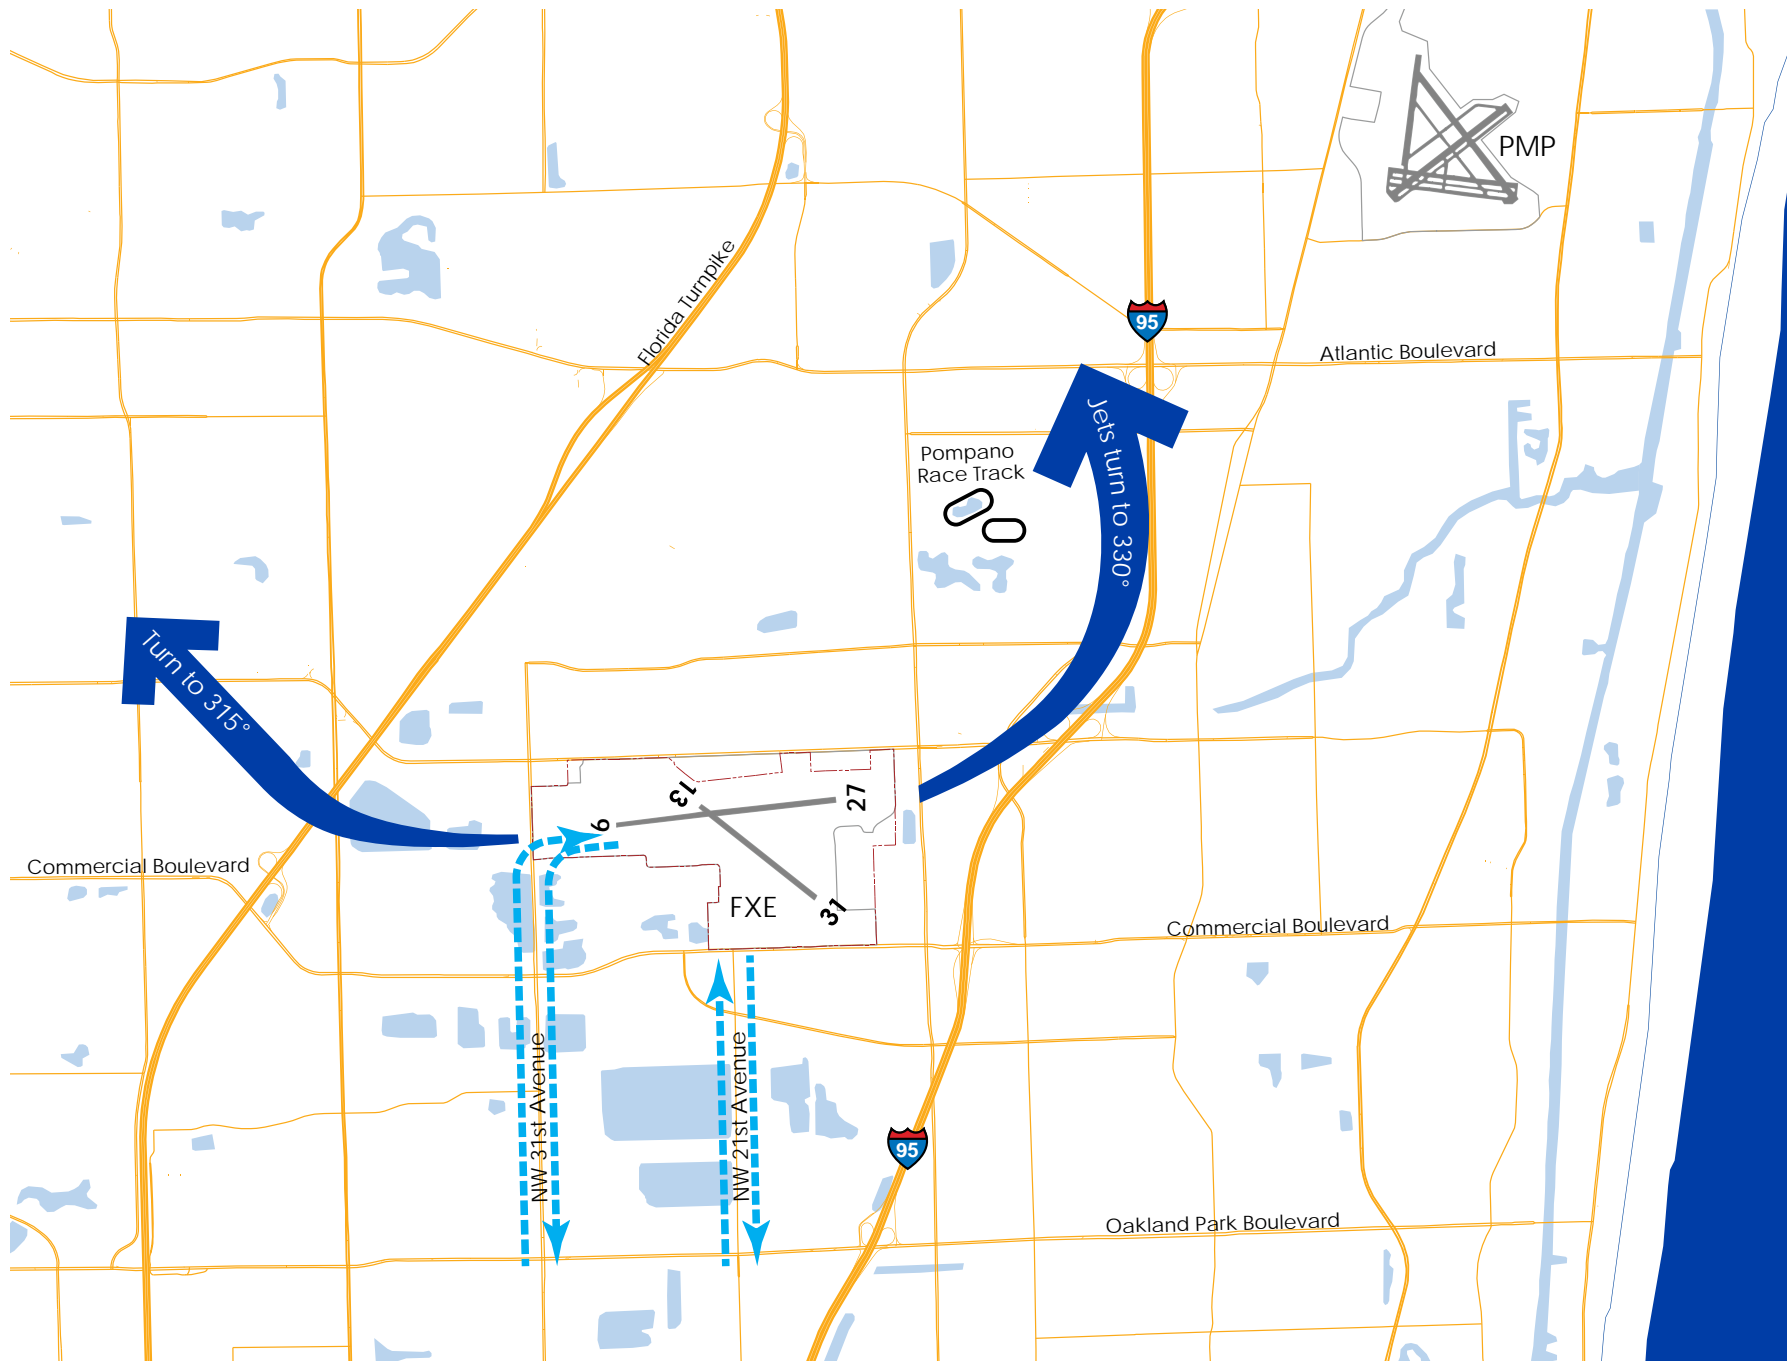 PMP
Florida Turnpike
95
Atlantic Boulevard
Jets turn to 330°
Pompano
Race Track
Turn to 315°
13
27
9
Commercial Boulevard
FXE
31
Commercial Boulevard
NW 31st Avenue
NW 21st Avenue
95
Oakland Park Boulevard